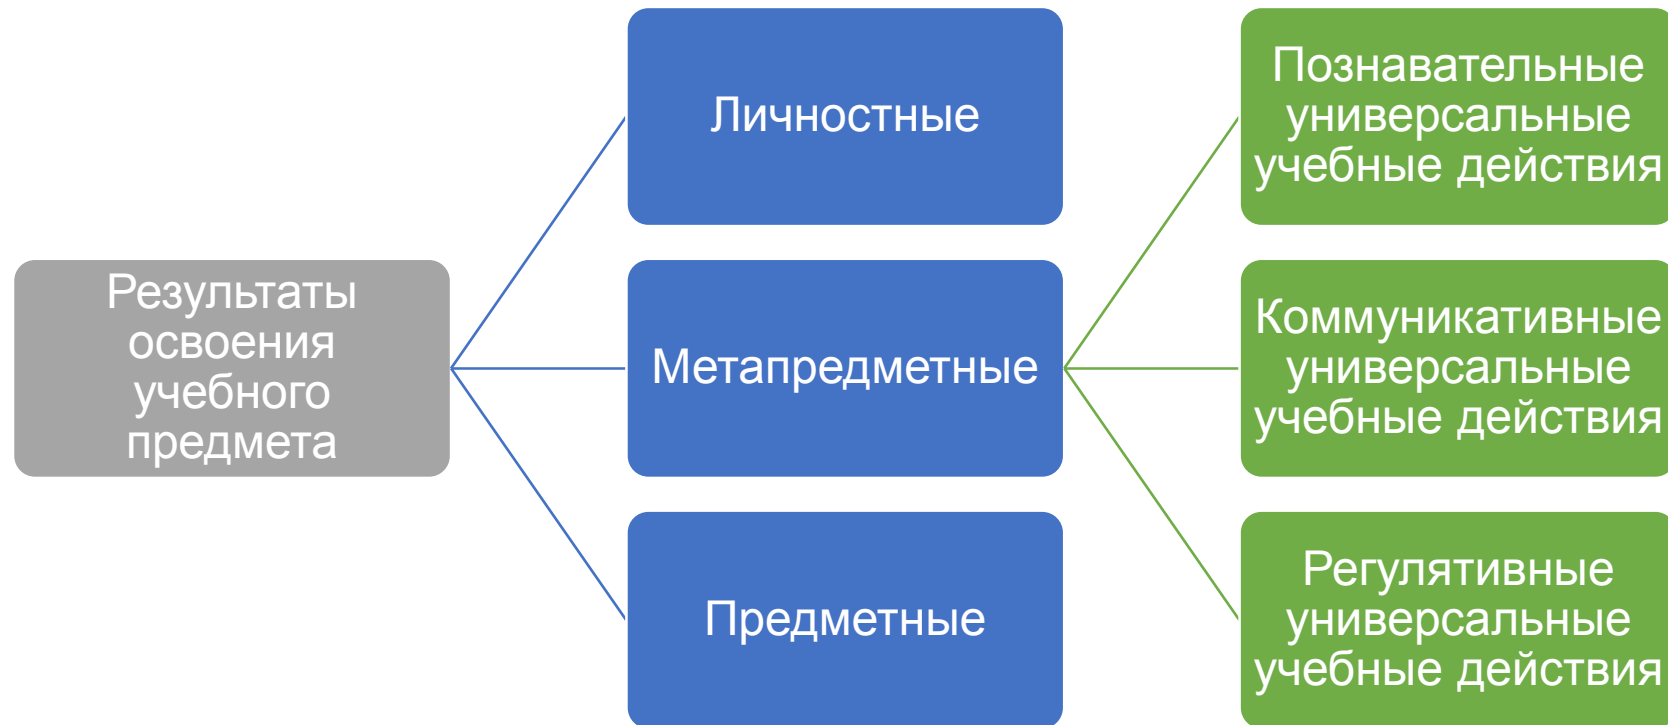 Результаты
освоения
учебного
предмета
Личностные
Метапредметные
Предметные
Познавательные
универсальные
учебные действия
Коммуникативные
универсальные
учебные действия
Регулятивные
универсальные
учебные действия